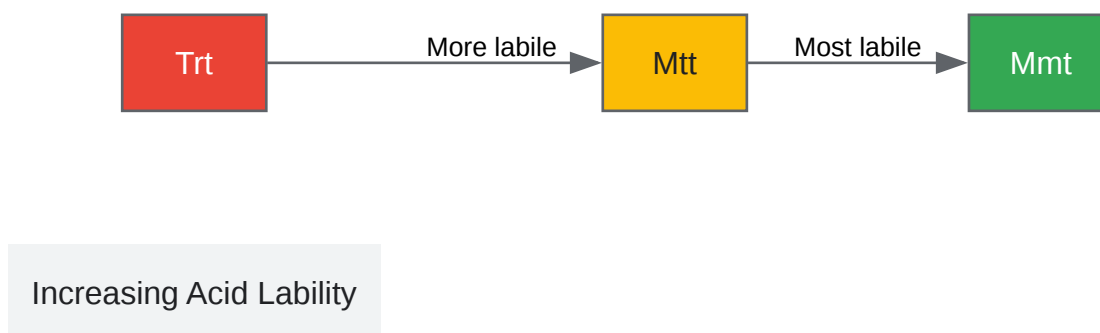 Trt
More labile
Mtt
Most labile
Mmt
Increasing Acid Lability